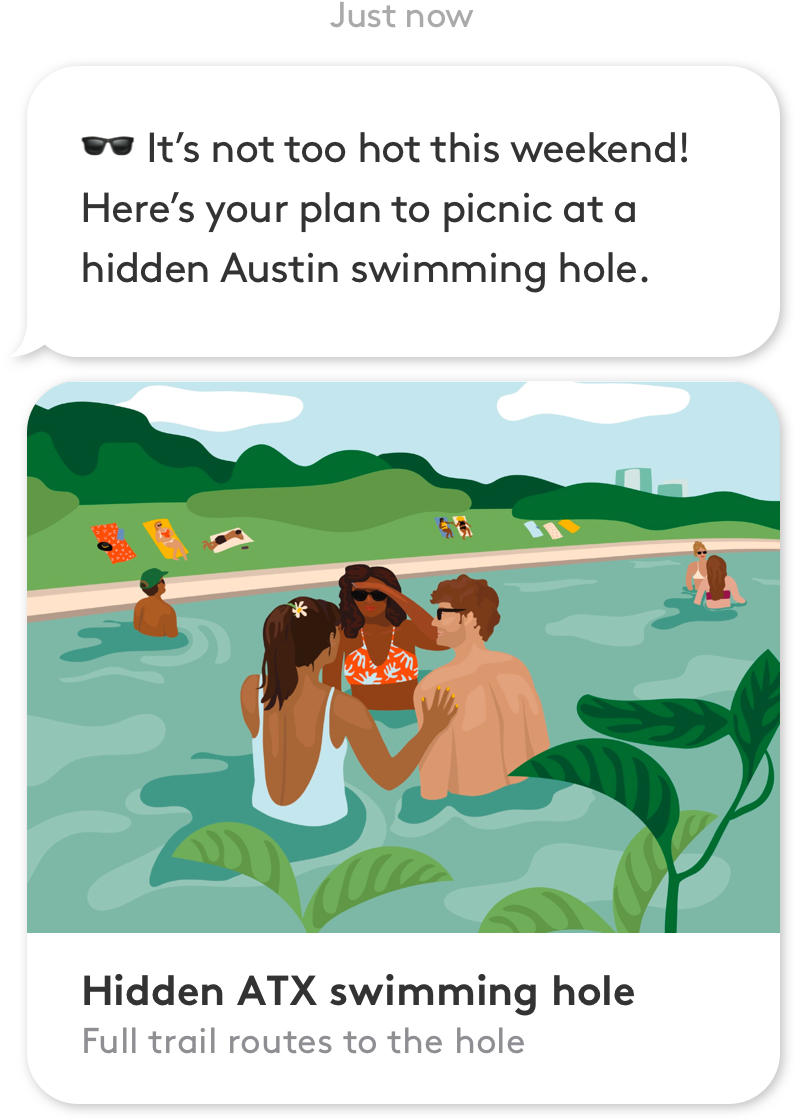 Just now
🕶️ It’s not too hot this weekend!
Here’s your plan to picnic at a
hidden Austin swimming hole.
Hidden ATX swimming hole
Full trail routes to the hole